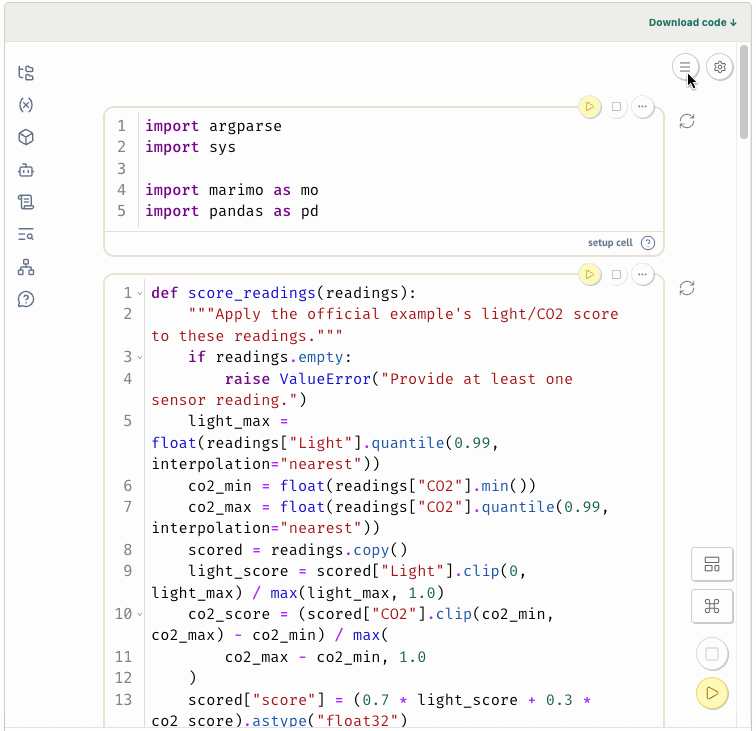 Download code ↓
1 import argparse
2 import sys
3
4 import marimo as mo
5 import pandas as pd
setup cell
1 def score_readings(readings):
2     """Apply the official example's light/CO2 score
to these readings."""
3     if readings.empty:
4         raise ValueError("Provide at least one
sensor reading.")
5     light_max =
float(readings["Light"].quantile(0.99,
interpolation="nearest"))
6     co2_min = float(readings["CO2"].min())
7     co2_max = float(readings["CO2"].quantile(0.99,
interpolation="nearest"))
8     scored = readings.copy()
9     light_score = scored["Light"].clip(0,
light_max) / max(light_max, 1.0)
10     co2_score = (scored["CO2"].clip(co2_min,
co2_max) - co2_min) / max(
11         co2_max - co2_min, 1.0
12     )
13     scored["score"] = (0.7 * light_score + 0.3 *
co2_score).astype("float32")